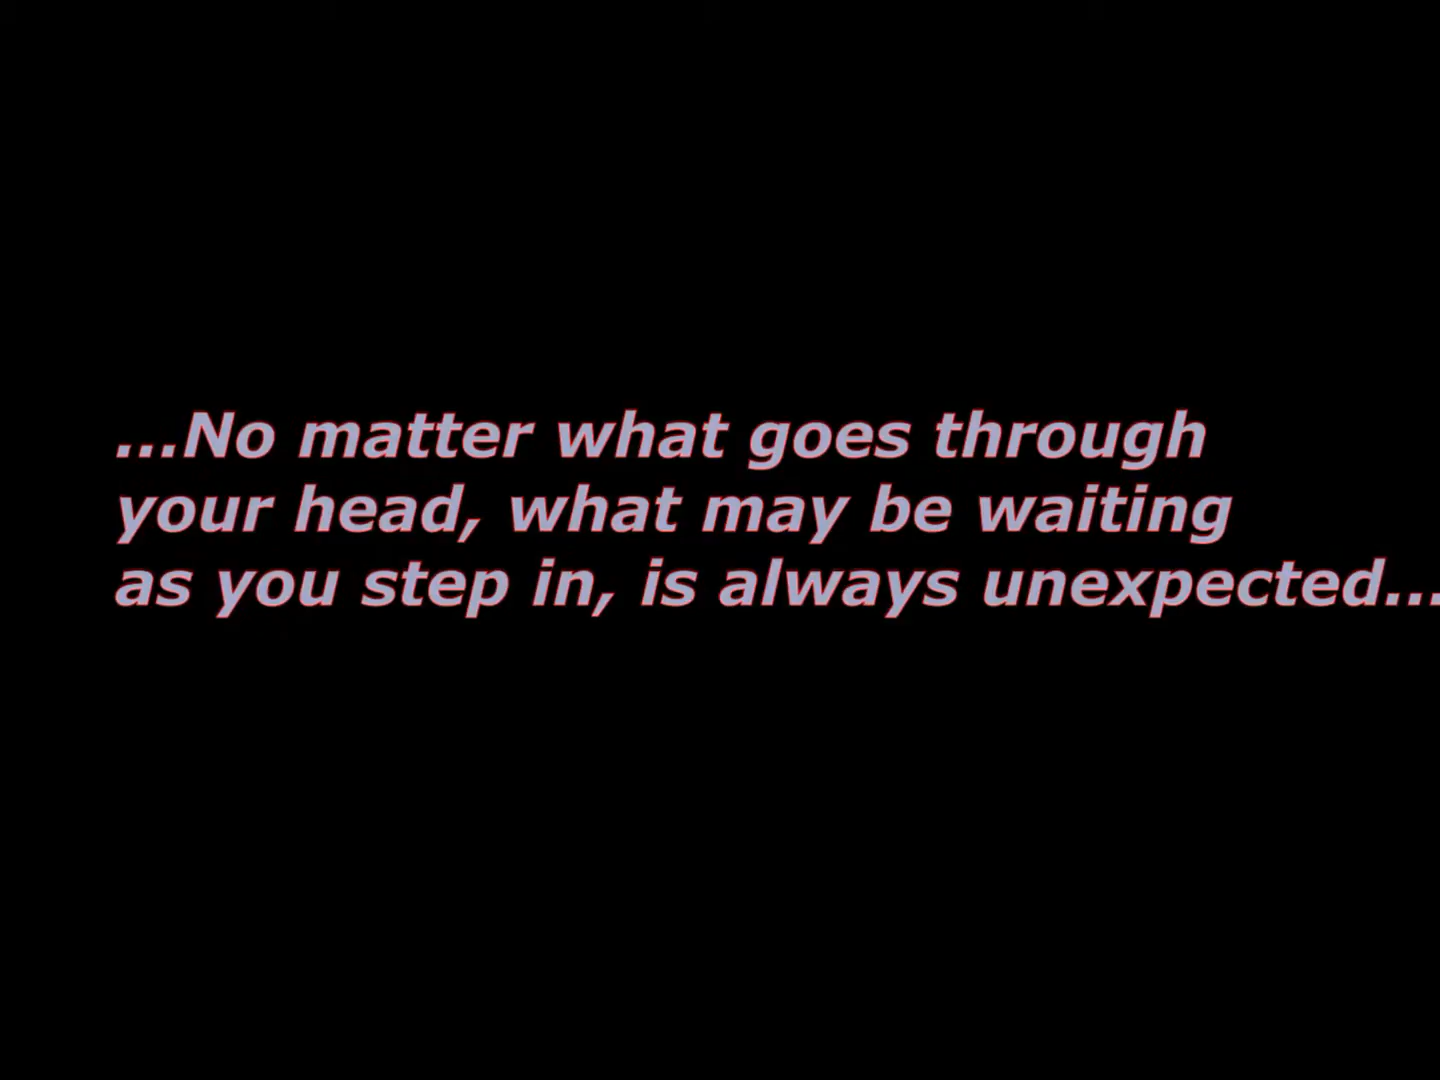 ...No matter what goes through
your head, what may be waiting
as you step in, is always unexpected...